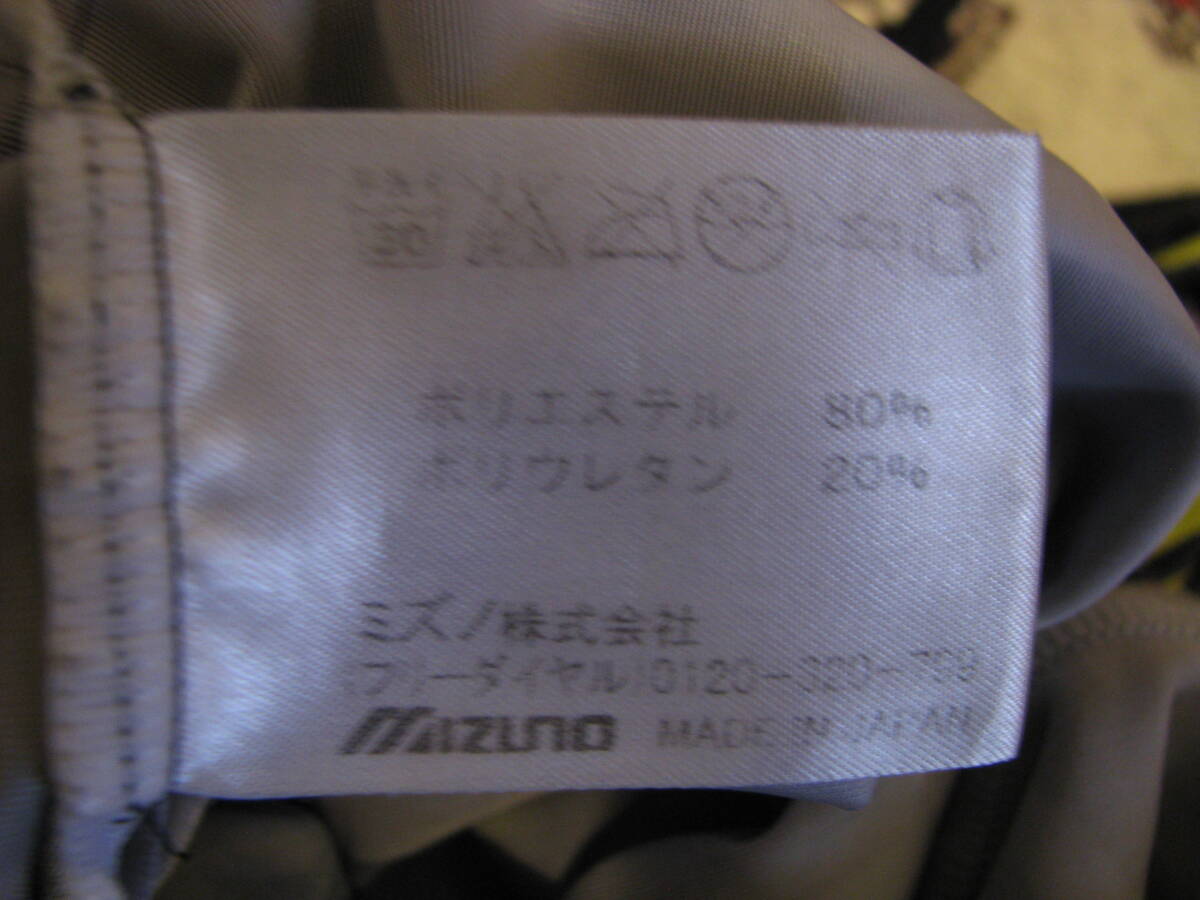 30
ポリエステル 80%
ポリウレタン 20%
ミズノ株式会社
(フリーダイヤル)0120-320-799
MIZUNO MADE IN JAPAN